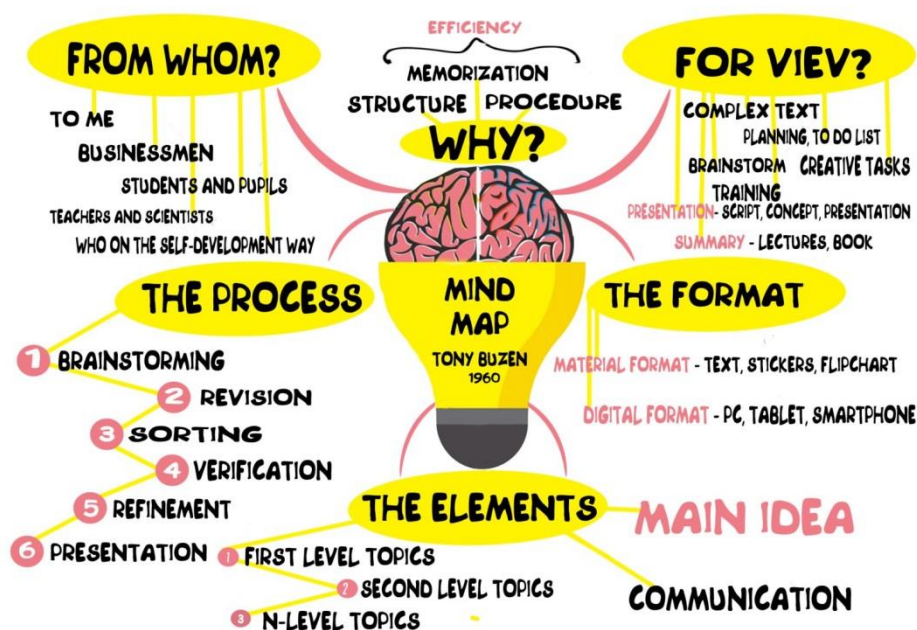 FROM WHOM?
TO ME
BUSINESSMEN
STUDENTS AND PUPILS
TEACHERS AND SCIENTISTS
WHO ON THE SELF-DEVELOPMENT WAY
EFFICIENCY
MEMORIZATION
STRUCTURE PROCEDURE
WHY?
FOR VIEV?
COMPLEX TEXT
PLANNING, TO DO LIST
BRAINSTORM CREATIVE TASKS
TRAINING
PRESENTATION- SCRIPT, CONCEPT, PRESENTATION
SUMMARY - LECTURES, BOOK
THE PROCESS
1 BRAINSTORMING
2 REVISION
3 SORTING
4 VERIFICATION
5 REFINEMENT
6 PRESENTATION
MIND
MAP
TONY BUZEN
1960
THE FORMAT
MATERIAL FORMAT - TEXT, STICKERS, FLIPCHART
DIGITAL FORMAT - PC, TABLET, SMARTPHONE
THE ELEMENTS
1 FIRST LEVEL TOPICS
2 SECOND LEVEL TOPICS
3 N-LEVEL TOPICS
MAIN IDEA
COMMUNICATION